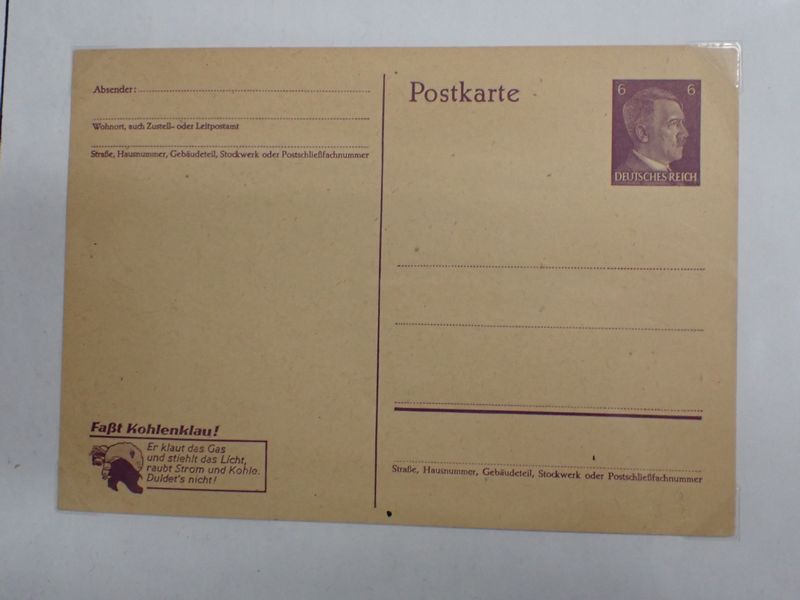 Absender:
Wohnort, auch Zustell- oder Leitpostamt
Straße, Hausnummer, Gebäudeteil, Stockwerk oder Postschließfachnummer
Postkarte
6 6
DEUTSCHES REICH
Faßt Kohlenklau!
Er klaut das Gas
und stiehlt das Licht,
raubt Strom und Kohle.
Duldet's nicht!
Straße, Hausnummer, Gebäudeteil, Stockwerk oder Postschließfachnummer